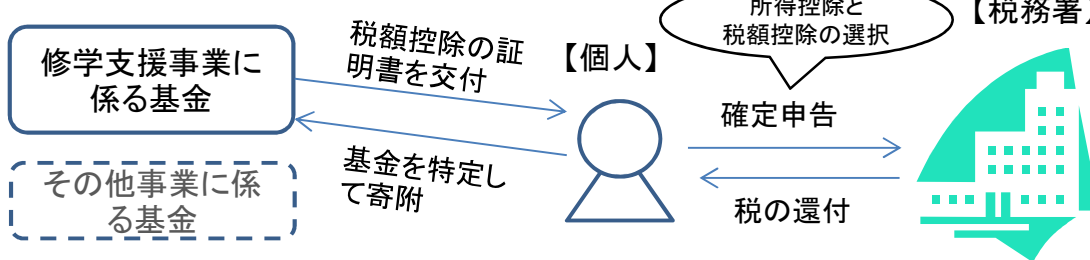 所得控除と
税額控除の選択
【税務署】
修学支援事業に
係る基金
税額控除の証
明書を交付
【個人】
確定申告
基金を特定し
て寄附
税の還付
その他事業に係
る基金